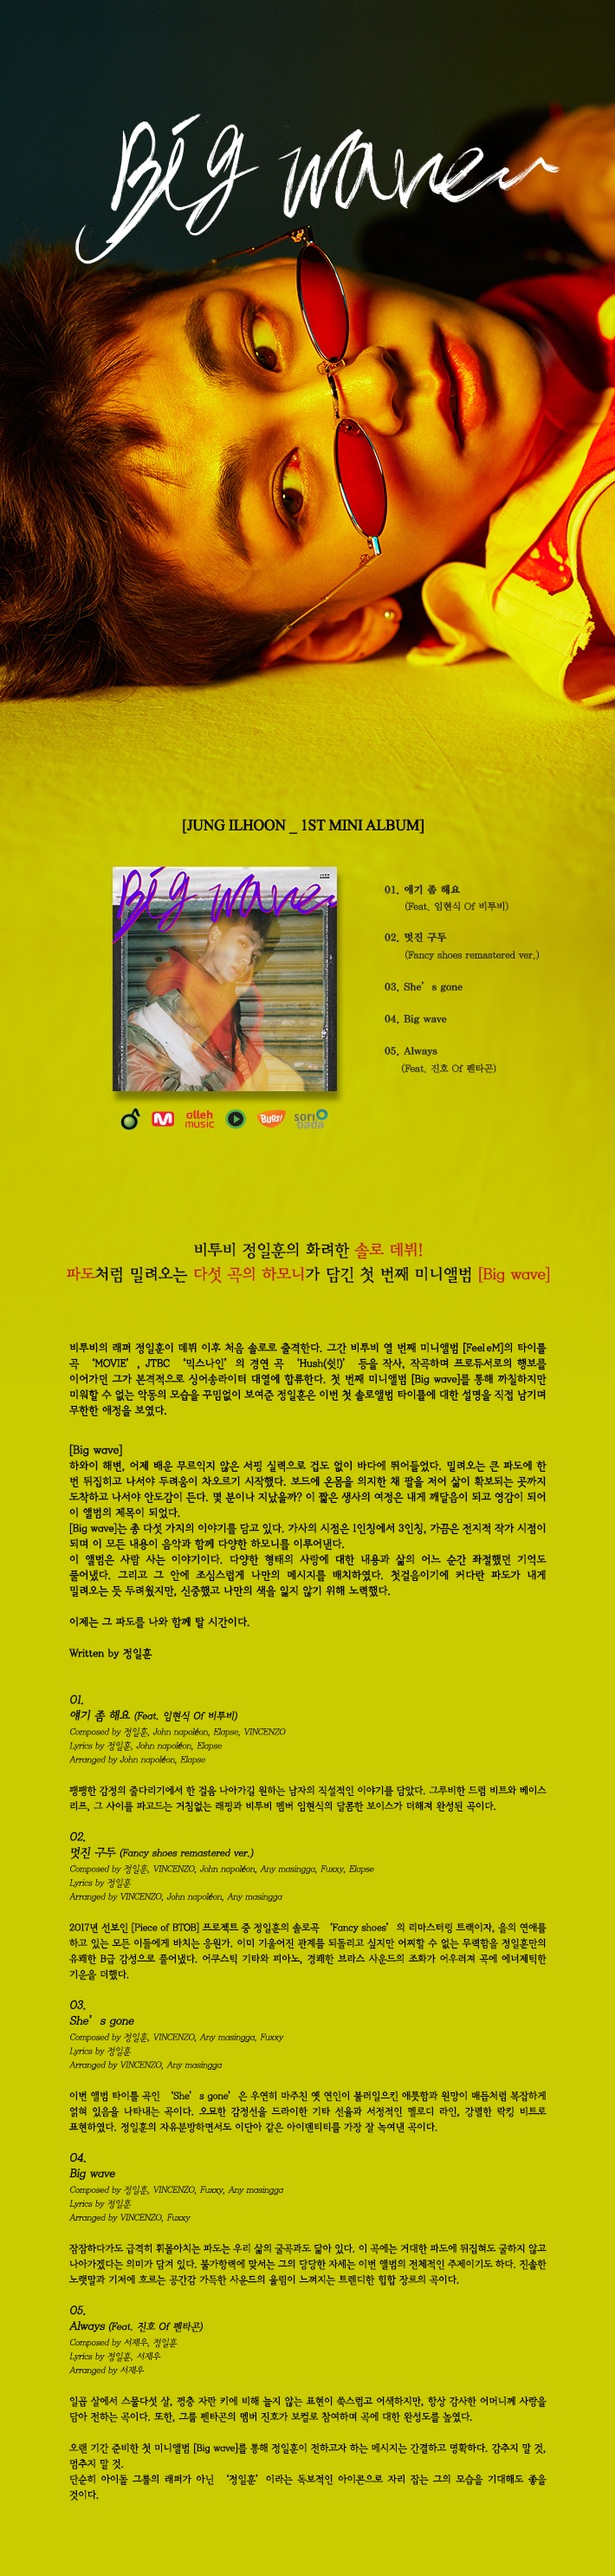 Big wave
[JUNG ILHOON _ 1ST MINI ALBUM]
Big wave
01. 얘기 좀 해요
(Feat. 임현식 Of 비투비)
02. 멋진 구두
(Fancy shoes remastered ver.)
03. She’s gone
04. Big wave
05. Always
(Feat. 진호 Of 펜타곤)
M
olleh
music
Bugs!
SORI
BADA
비투비 정일훈의 화려한 솔로 데뷔!
파도처럼 밀려오는 다섯 곡의 하모니가 담긴 첫 번째 미니앨범 [Big wave]
비투비의 래퍼 정일훈이 데뷔 이후 처음 솔로로 출격한다. 그간 비투비 열 번째 미니앨범 [Feel eM]의 타이틀
곡 ‘MOVIE’, JTBC ‘믹스나인’의 경연 곡 ‘Hush(쉿!)’ 등을 작사, 작곡하며 프로듀서로의 행보를
이어가던 그가 본격적으로 싱어송라이터 대열에 합류한다. 첫 번째 미니앨범 [Big wave]를 통해 까칠하지만
미워할 수 없는 악동의 모습을 꾸밈없이 보여준 정일훈은 이번 첫 솔로앨범 타이틀에 대한 설명을 직접 남기며
무한한 애정을 보였다.
[Big wave]
하와이 해변, 어제 배운 무르익지 않은 서핑 실력으로 겁도 없이 바다에 뛰어들었다. 밀려오는 큰 파도에 한
번 뒤집히고 나서야 두려움이 차오르기 시작했다. 보드에 온몸을 의지한 채 팔을 저어 삶이 확보되는 곳까지
도착하고 나서야 안도감이 든다. 몇 분이나 지났을까? 이 짧은 생사의 여정은 내게 깨달음이 되고 영감이 되어
이 앨범의 제목이 되었다.
[Big wave]는 총 다섯 가지의 이야기를 담고 있다. 가사의 시점은 1인칭에서 3인칭, 가끔은 전지적 작가 시점이
되며 이 모든 내용이 음악과 함께 다양한 하모니를 이루어낸다.
이 앨범은 사람 사는 이야기이다. 다양한 형태의 사랑에 대한 내용과 삶의 어느 순간 좌절했던 기억도
풀어냈다. 그리고 그 안에 조심스럽게 나만의 메시지를 배치하였다. 첫걸음이기에 커다란 파도가 내게
밀려오는 듯 두려웠지만, 신중했고 나만의 색을 잃지 않기 위해 노력했다.
이제는 그 파도를 나와 함께 탈 시간이다.
Written by 정일훈
01.
얘기 좀 해요 (Feat. 임현식 Of 비투비)
Composed by 정일훈, John napoléon, Elapse, VINCENZO
Lyrics by 정일훈, John napoléon, Elapse
Arranged by John napoléon, Elapse
팽팽한 감정의 줄다리기에서 한 걸음 나아가길 원하는 남자의 직설적인 이야기를 담았다. 그루비한 드럼 비트와 베이스
리프, 그 사이를 파고드는 거침없는 래핑과 비투비 멤버 임현식의 달콤한 보이스가 더해져 완성된 곡이다.
02.
멋진 구두 (Fancy shoes remastered ver.)
Composed by 정일훈, VINCENZO, John napoléon, Any masingga, Fuxxy, Elapse
Lyrics by 정일훈
Arranged by VINCENZO, John napoléon, Any masingga
2017년 선보인 [Piece of BTOB] 프로젝트 중 정일훈의 솔로곡 ‘Fancy shoes’의 리마스터링 트랙이자, 을의 연애를
하고 있는 모든 이들에게 바치는 응원가. 이미 기울어진 관계를 되돌리고 싶지만 어찌할 수 없는 무력함을 정일훈만의
유쾌한 B급 감성으로 풀어냈다. 어쿠스틱 기타와 피아노, 경쾌한 브라스 사운드의 조화가 어우러져 곡에 에너제틱한
기운을 더했다.
03.
She’s gone
Composed by 정일훈, VINCENZO, Any masingga, Fuxxy
Lyrics by 정일훈
Arranged by VINCENZO, Any masingga
이번 앨범 타이틀 곡인 ‘She’s gone’은 우연히 마주친 옛 연인이 불러일으킨 애틋함과 원망이 매듭처럼 복잡하게
얽혀 있음을 나타내는 곡이다. 오묘한 감정선을 드라이한 기타 선율과 서정적인 멜로디 라인, 강렬한 락킹 비트로
표현하였다. 정일훈의 자유분방하면서도 이단아 같은 아이덴티티를 가장 잘 녹여낸 곡이다.
04.
Big wave
Composed by 정일훈, VINCENZO, Fuxxy, Any masingga
Lyrics by 정일훈
Arranged by VINCENZO, Fuxxy
잠잠하다가도 급격히 휘몰아치는 파도는 우리 삶의 굴곡과도 닮아 있다. 이 곡에는 거대한 파도에 뒤집혀도 굴하지 않고
나아가겠다는 의미가 담겨 있다. 불가항력에 맞서는 그의 당당한 자세는 이번 앨범의 전체적인 주제이기도 하다. 진솔한
노랫말과 기저에 흐르는 공간감 가득한 사운드의 울림이 느껴지는 트렌디한 힙합 장르의 곡이다.
05.
Always (Feat. 진호 Of 펜타곤)
Composed by 서재우, 정일훈
Lyrics by 정일훈, 서재우
Arranged by 서재우
일곱 살에서 스물다섯 살, 껑충 자란 키에 비해 늘지 않는 표현이 쑥스럽고 어색하지만, 항상 감사한 어머니께 사랑을
담아 전하는 곡이다. 또한, 그룹 펜타곤의 멤버 진호가 보컬로 참여하며 곡에 대한 완성도를 높였다.
오랜 기간 준비한 첫 미니앨범 [Big wave]를 통해 정일훈이 전하고자 하는 메시지는 간결하고 명확하다. 감추지 말 것,
멈추지 말 것.
단순히 아이돌 그룹의 래퍼가 아닌 ‘정일훈’이라는 독보적인 아이콘으로 자리 잡는 그의 모습을 기대해도 좋을
것이다.